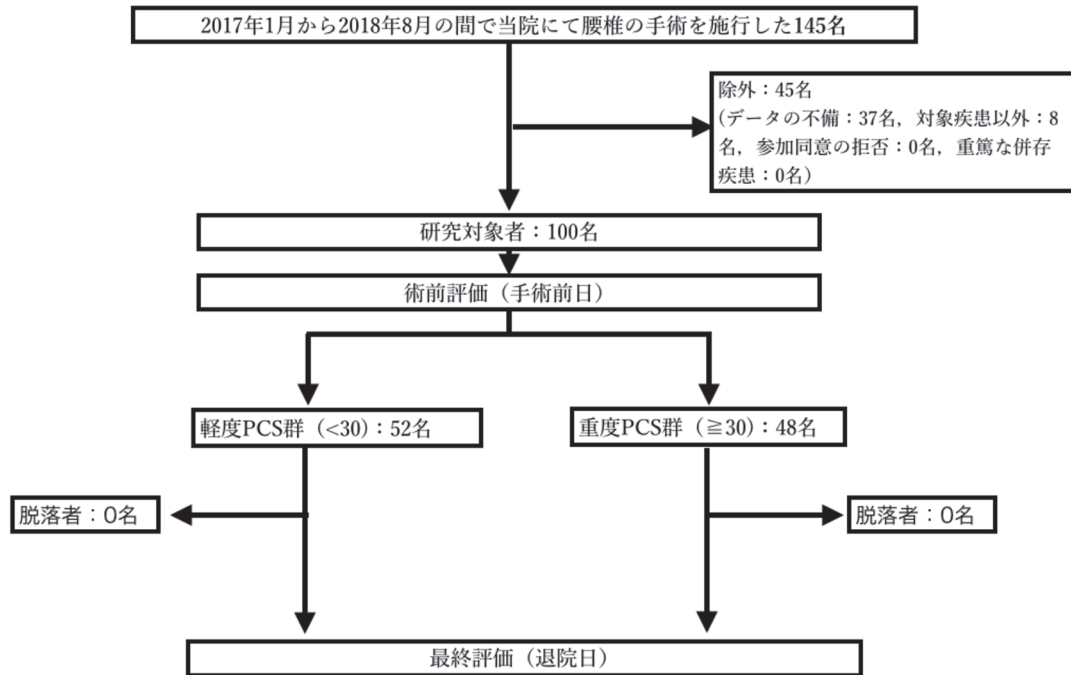 2017年1月から2018年8月の間で当院にて腰椎の手術を施行した145名
除外：45名
(データの不備：37名，対象疾患以外：8
名，参加同意の拒否：0名，重篤な併存
疾患：0名）
研究対象者：100名
術前評価（手術前日）
軽度PCS群（<30)：52名
重度PCS群（≧30)：48名
脱落者：0名
脱落者：0名
最終評価（退院日）